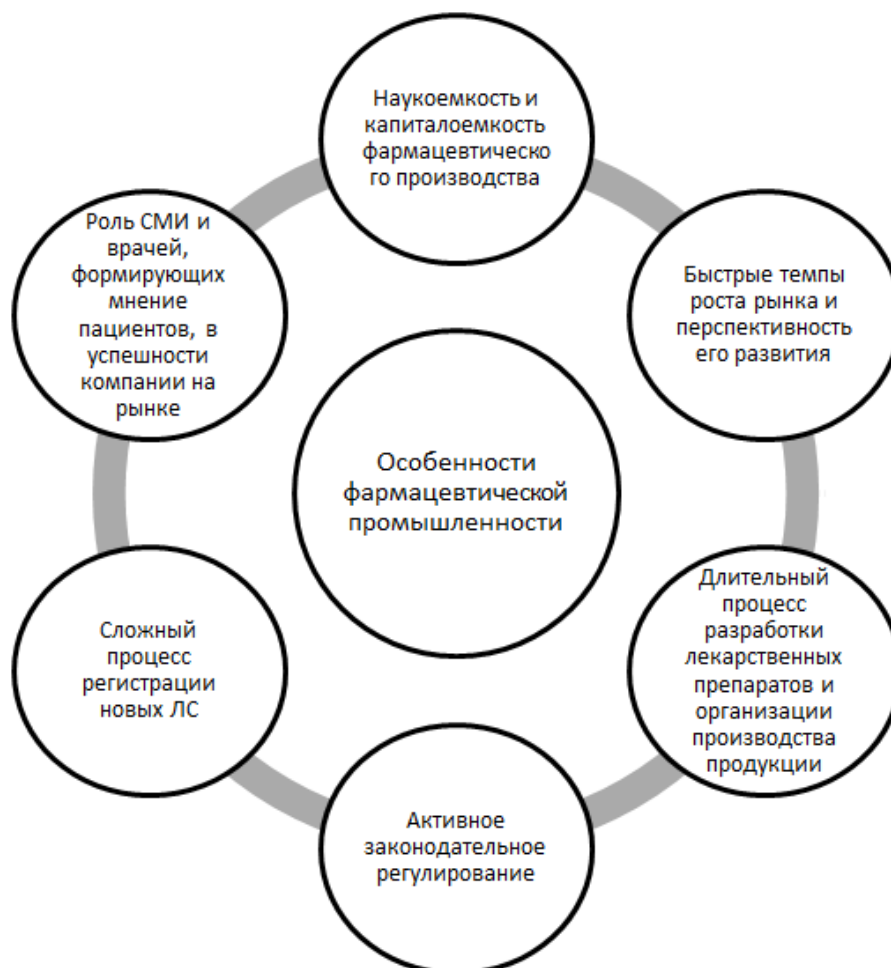 Наукоемкость и
капиталоемкость
фармацевтическо
го производства
Быстрые темпы
роста рынка и
перспективность
его развития
Длительный
процесс
разработки
лекарственных
препаратов и
организации
производства
продукции
Активное
законодательное
регулирование
Сложный
процесс
регистрации
новых ЛС
Роль СМИ и
врачей,
формирующих
мнение
пациентов, в
успешности
компании на
рынке
Особенности
фармацевтической
промышленности